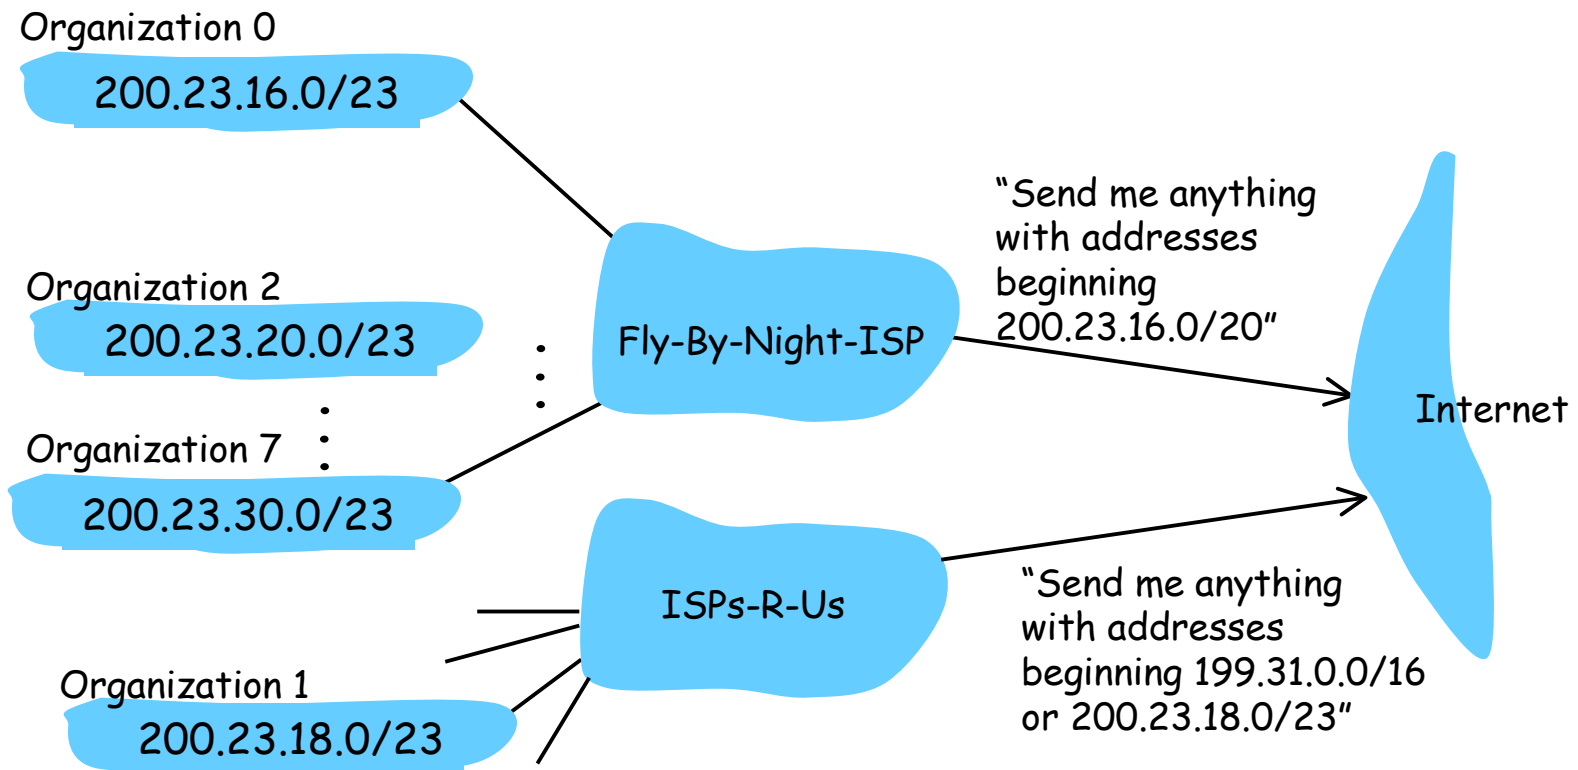 Organization 0
200.23.16.0/23
Organization 2
200.23.20.0/23
Organization 7
200.23.30.0/23
Fly-By-Night-ISP
“Send me anything
with addresses
beginning
200.23.16.0/20”
Internet
ISPs-R-Us
Organization 1
200.23.18.0/23
“Send me anything
with addresses
beginning 199.31.0.0/16
or 200.23.18.0/23”